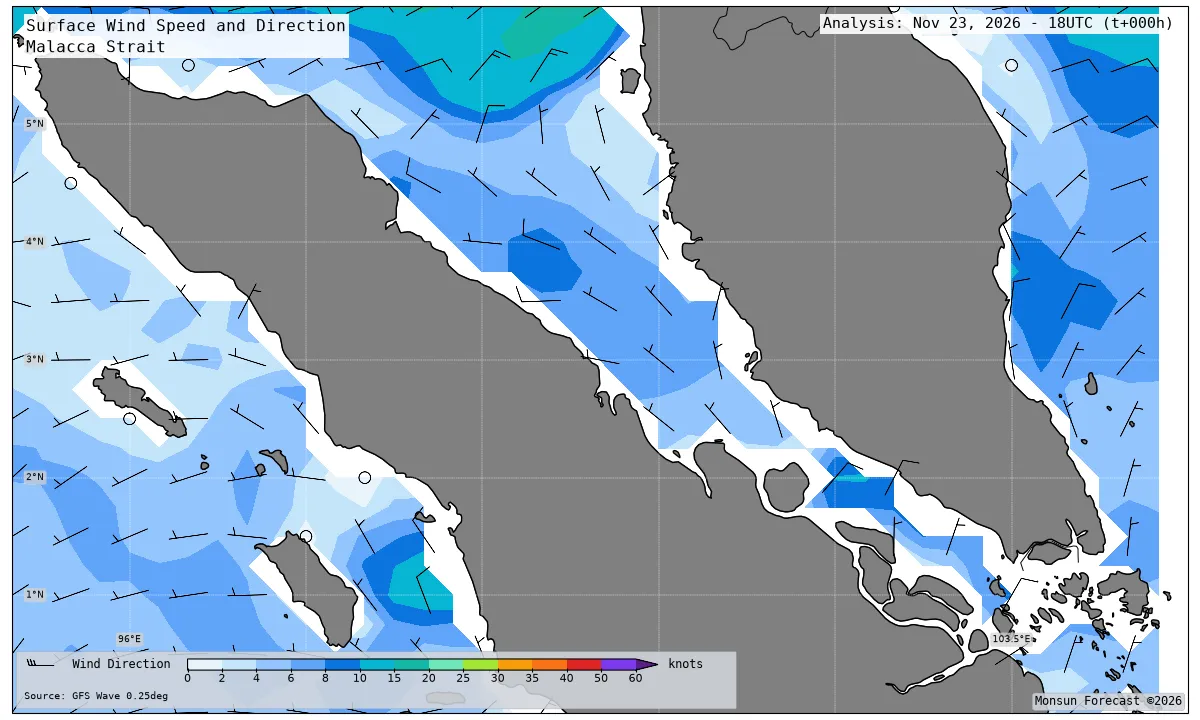 Surface Wind Speed and Direction
Malacca Strait
Analysis: Nov 23, 2026 - 18UTC (t+000h)
5°N
4°N
3°N
2°N
1°N
96°E
103.5°E
Wind Direction
knots
0 2 4 6 8 10 15 20 25 30 35 40 50 60
Source: GFS Wave 0.25deg
Monsun Forecast ©2026